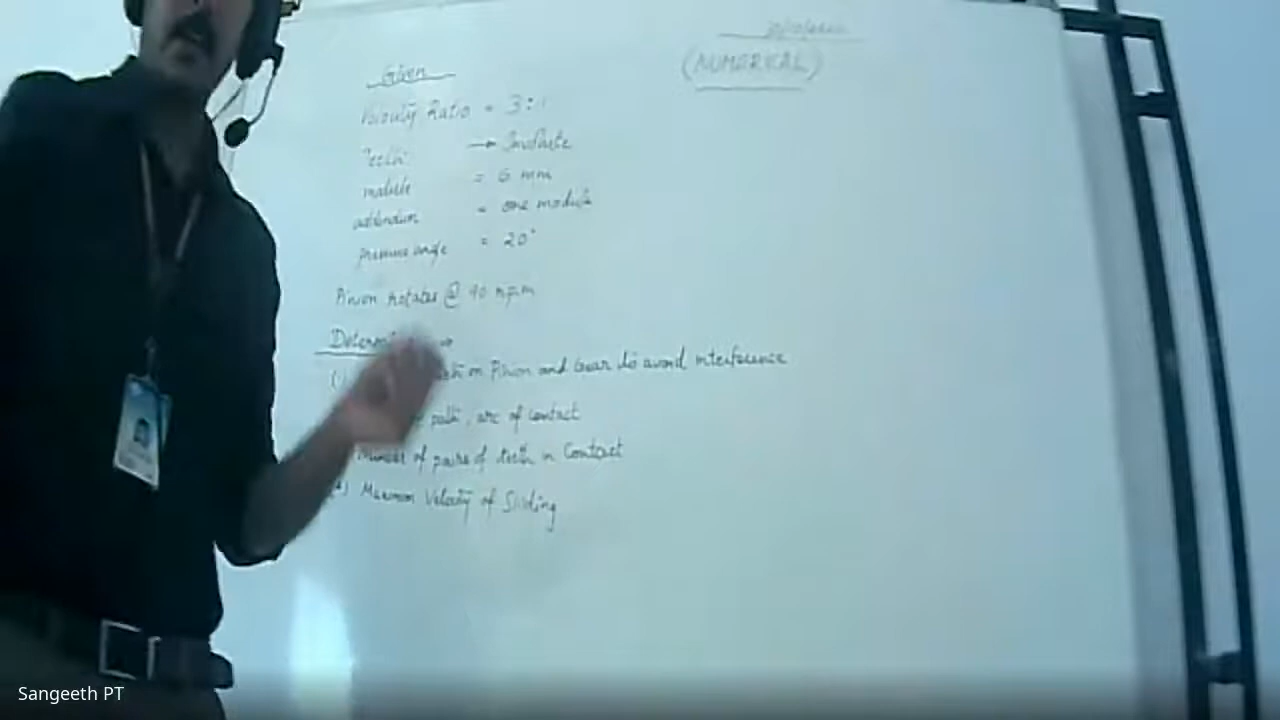 (NUMERICAL)
Given
Velocity Ratio = 3:1
Teeth → Involute
module = 6 mm
addendum = one module
pressure angle = 20°
Pinion rotates @ 90 rpm
on Pinion and Gear to avoid interference
path, arc of contact
Number of pairs of teeth in Contact
Maximum Velocity of Sliding
Sangeeth PT